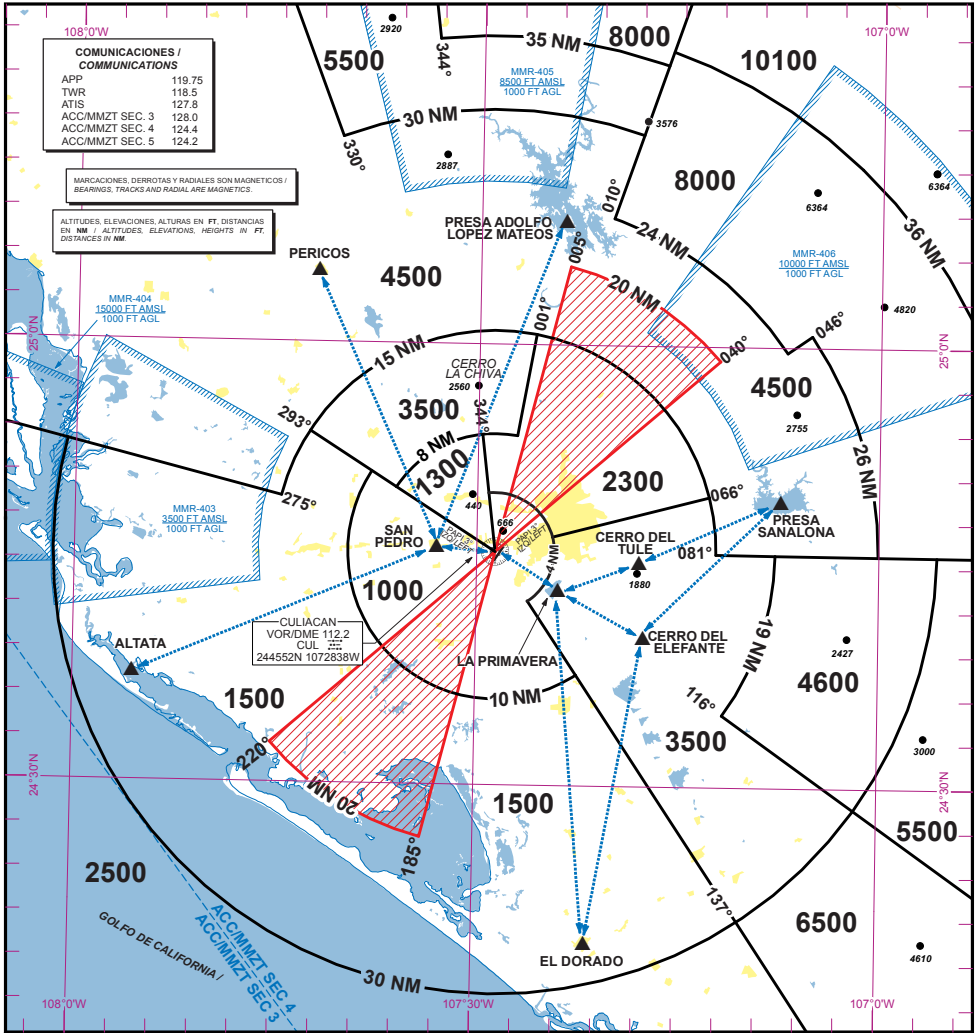 108°0'W
107°0'W
COMUNICACIONES /
COMMUNICATIONS
APP 119.75
TWR 118.5
ATIS 127.8
ACC/MMZT SEC. 3 128.0
ACC/MMZT SEC. 4 124.4
ACC/MMZT SEC. 5 124.2
MARCACIONES, DERROTAS Y RADIALES SON MAGNETICOS /
BEARINGS, TRACKS AND RADIAL ARE MAGNETICS.
ALTITUDES, ELEVACIONES, ALTURAS EN FT, DISTANCIAS
EN NM / ALTITUDES, ELEVATIONS, HEIGHTS IN FT,
DISTANCES IN NM.
2920
5500
344°
35 NM
8000
10100
MMR-405
8500 FT AMSL
1000 FT AGL
30 NM
330°
2887
3576
010°
8000
6364
6364
24 NM
36 NM
MMR-406
10000 FT AMSL
1000 FT AGL
4820
PRESA ADOLFO
LOPEZ MATEOS
005°
PERICOS
4500
20 NM
001°
046°
040°
MMR-404
15000 FT AMSL
1000 FT AGL
25°0'N
25°0'N
15 NM
CERRO
LA CHIVA
2560
344°
3500
293°
8 NM
1300
4500
2755
26 NM
275°
440
666
2300
066°
MMR-403
3500 FT AMSL
1000 FT AGL
SAN
PEDRO
PAPI 3°
IZQ/LEFT
PAPI 3°
IZQ/LEFT
4 NM
CERRO DEL
TULE
1880
081°
PRESA
SANALONA
1000
CULIACAN
VOR/DME 112.2
CUL
244552N 1072838W
LA PRIMAVERA
CERRO DEL
ELEFANTE
19 NM
2427
4600
ALTATA
1500
10 NM
116°
3500
3000
220°
20 NM
185°
1500
24°30'N
24°30'N
5500
2500
137°
6500
4610
GOLFO DE CALIFORNIA /
ACC/MMZT SEC 4
ACC/MMZT SEC 3
EL DORADO
30 NM
108°0'W
107°30'W
107°0'W